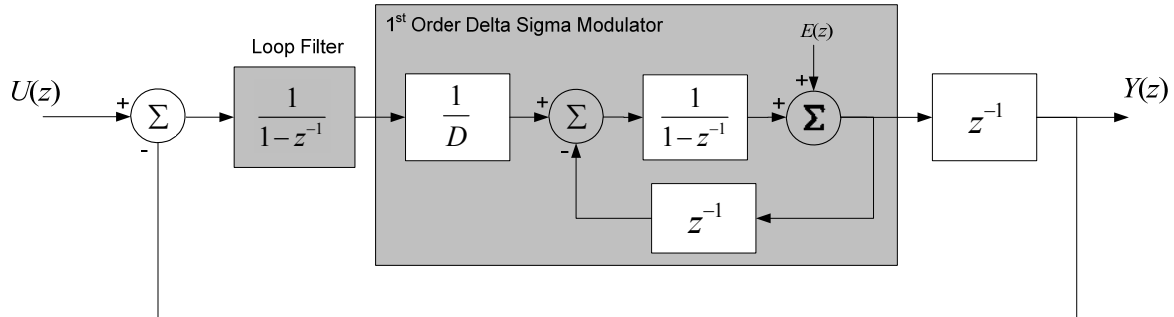 1st Order Delta Sigma Modulator
E(z)
Loop Filter
U(z)
+
Σ
-
1
1-z⁻¹
1
D
+
Σ
-
1
1-z⁻¹
+
+
Σ
z⁻¹
Y(z)
z⁻¹